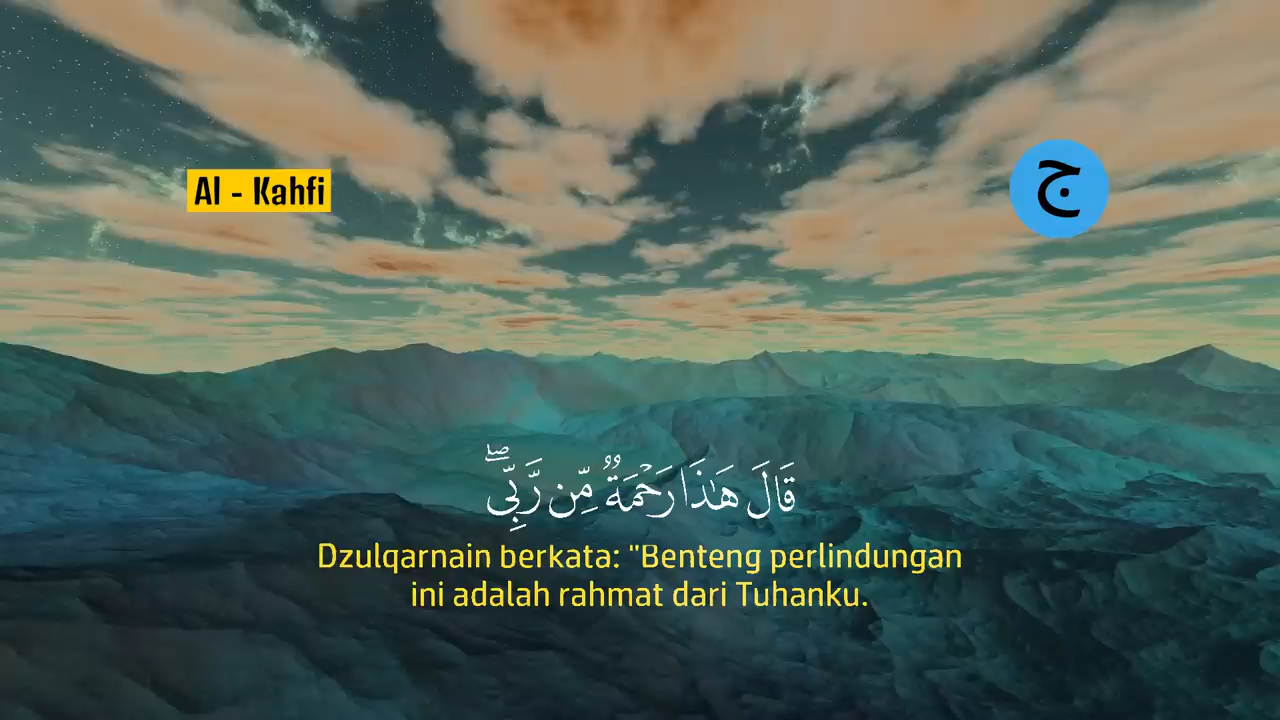 Al - Kahfi
ج
قَالَ هَٰذَا رَحْمَةٌ مِّن رَّبِّي ۖ
Dzulqarnain berkata: "Benteng perlindungan
ini adalah rahmat dari Tuhanku.